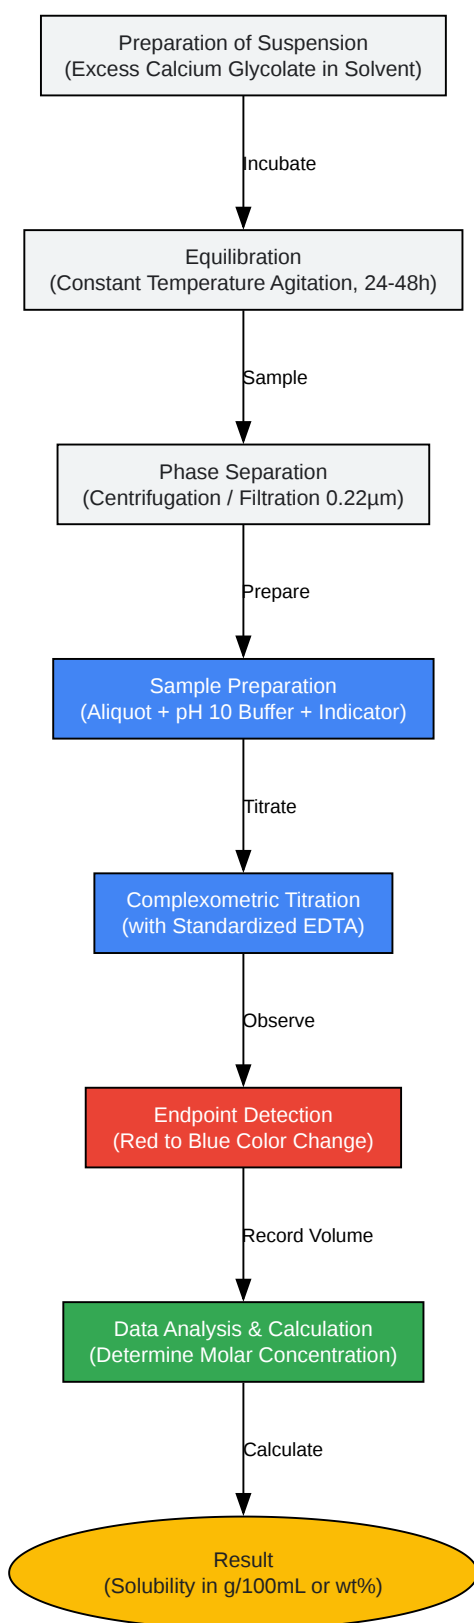 Preparation of Suspension
(Excess Calcium Glycolate in Solvent)
Incubate
Equilibration
(Constant Temperature Agitation, 24-48h)
Sample
Phase Separation
(Centrifugation / Filtration 0.22µm)
Prepare
Sample Preparation
(Aliquot + pH 10 Buffer + Indicator)
Titrate
Complexometric Titration
(with Standardized EDTA)
Observe
Endpoint Detection
(Red to Blue Color Change)
Record Volume
Data Analysis & Calculation
(Determine Molar Concentration)
Calculate
Result
(Solubility in g/100mL or wt%)